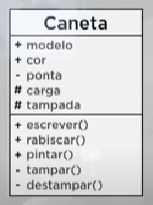 Caneta
+ modelo
+ cor
- ponta
# carga
# tampada
+ escrever()
+ rabiscar()
+ pintar()
- tampar()
- destampar()